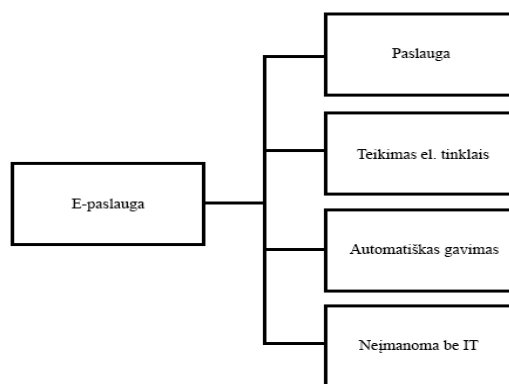 Paslauga
Teikimas el. tinklais
E-paslauga
Automatiškas gavimas
Neįmanoma be IT